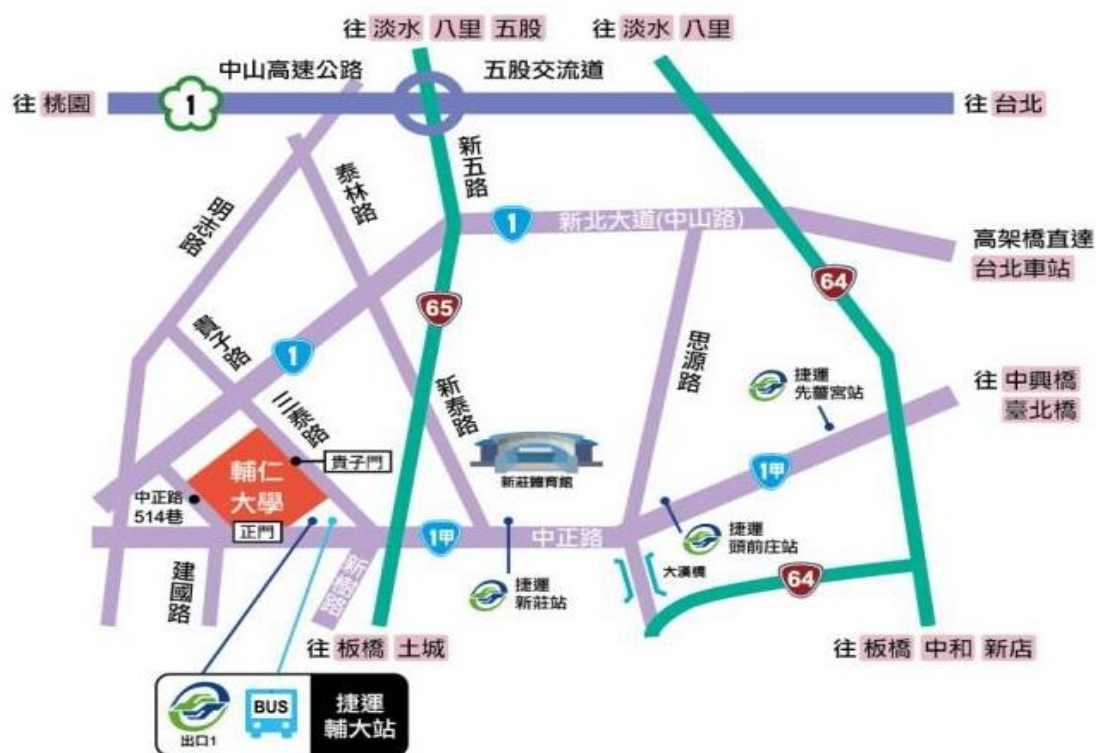 往 淡水 八里 五股
往 淡水 八里
中山高速公路
五股交流道
往 桃園
1
往 台北
新五路
泰林路
明志路
1
新北大道(中山路)
高架橋直達
台北車站
64
65
貴子路
1
思源路
新泰路
三泰路
捷運
先嗇宮站
往 中興橋
臺北橋
輔仁
大學
貴子門
新莊體育館
1甲
中正路
514巷
正門
1甲
中正路
捷運
頭前庄站
大漢橋
64
建國路
新樹路
捷運
新莊站
往 板橋 土城
往 板橋 中和 新店
BUS
出口1
捷運
輔大站